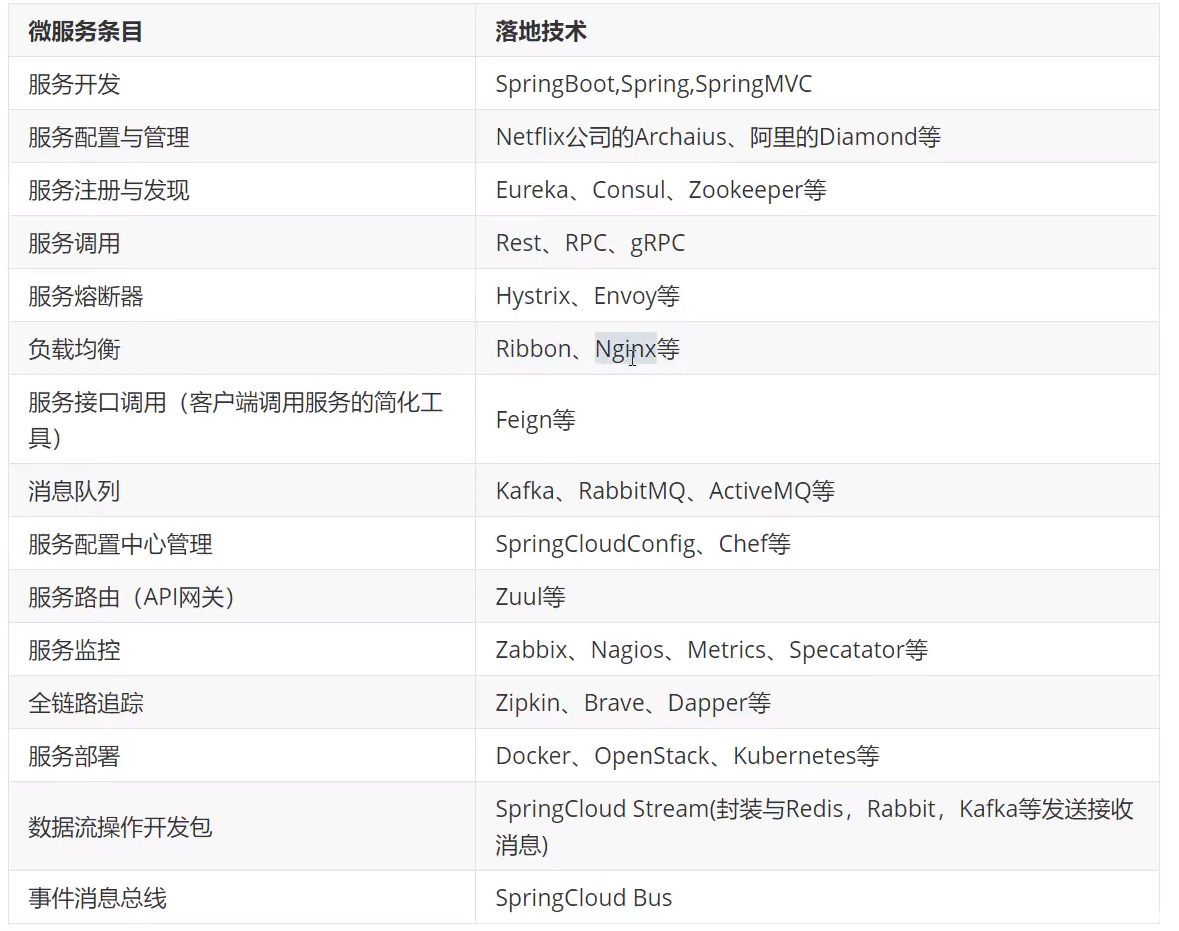 微服务条目
落地技术
服务开发
SpringBoot,Spring,SpringMVC
服务配置与管理
Netflix公司的Archaius、阿里的Diamond等
服务注册与发现
Eureka、Consul、Zookeeper等
服务调用
Rest、RPC、gRPC
服务熔断器
Hystrix、Envoy等
负载均衡
Ribbon、Nginx等
服务接口调用（客户端调用服务的简化工
具）
Feign等
消息队列
Kafka、RabbitMQ、ActiveMQ等
服务配置中心管理
SpringCloudConfig、Chef等
服务路由（API网关）
Zuul等
服务监控
Zabbix、Nagios、Metrics、Specatator等
全链路追踪
Zipkin、Brave、Dapper等
服务部署
Docker、OpenStack、Kubernetes等
数据流操作开发包
SpringCloud Stream(封装与Redis，Rabbit，Kafka等发送接收
消息)
事件消息总线
SpringCloud Bus